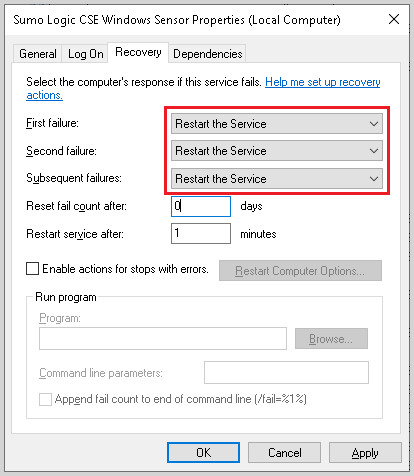 Sumo Logic CSE Windows Sensor Properties (Local Computer)
General Log On Recovery Dependencies
Select the computer's response if this service fails. Help me set up recovery
actions.
First failure: Restart the Service
Second failure: Restart the Service
Subsequent failures: Restart the Service
Reset fail count after: 0 days
Restart service after: 1 minutes
Enable actions for stops with errors. Restart Computer Options...
Run program
Program:
Browse...
Command line parameters:
Append fail count to end of command line (/fail=%1%)
OK Cancel Apply